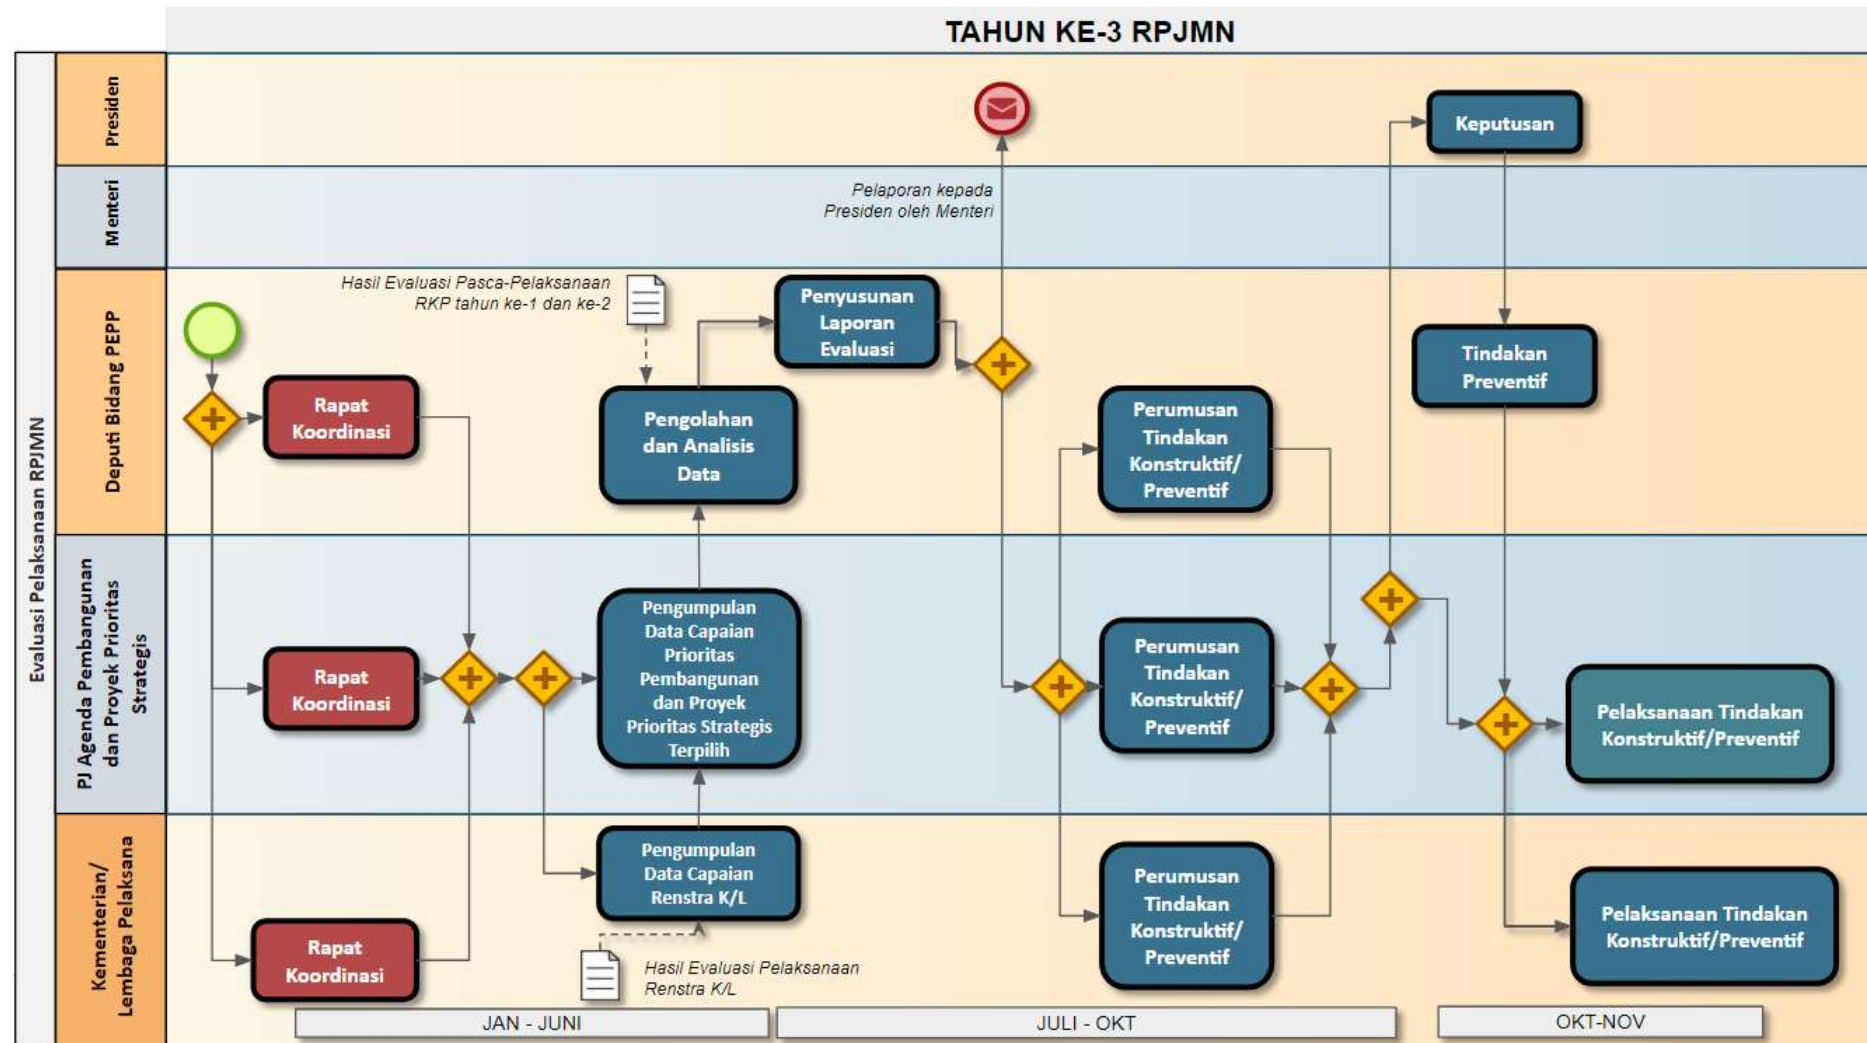 TAHUN KE-3 RPJMN
Evaluasi Pelaksanaan RPJMN
Presiden
Keputusan
Menteri
Pelaporan kepada
Presiden oleh Menteri
Deputi Bidang PEPP
Hasil Evaluasi Pasca-Pelaksanaan
RKP tahun ke-1 dan ke-2
Rapat
Koordinasi
Pengolahan
dan Analisis
Data
Penyusunan
Laporan
Evaluasi
Perumusan
Tindakan
Konstruktif/
Preventif
Tindakan
Preventif
PJ Agenda Pembangunan
dan Proyek Prioritas
Strategis
Rapat
Koordinasi
Pengumpulan
Data Capaian
Prioritas
Pembangunan
dan Proyek
Prioritas Strategis
Terpilih
Perumusan
Tindakan
Konstruktif/
Preventif
Pelaksanaan Tindakan
Konstruktif/Preventif
Kementerian/
Lembaga Pelaksana
Rapat
Koordinasi
Pengumpulan
Data Capaian
Renstra K/L
Hasil Evaluasi Pelaksanaan
Renstra K/L
Perumusan
Tindakan
Konstruktif/
Preventif
Pelaksanaan Tindakan
Konstruktif/Preventif
JAN - JUNI
JULI - OKT
OKT-NOV